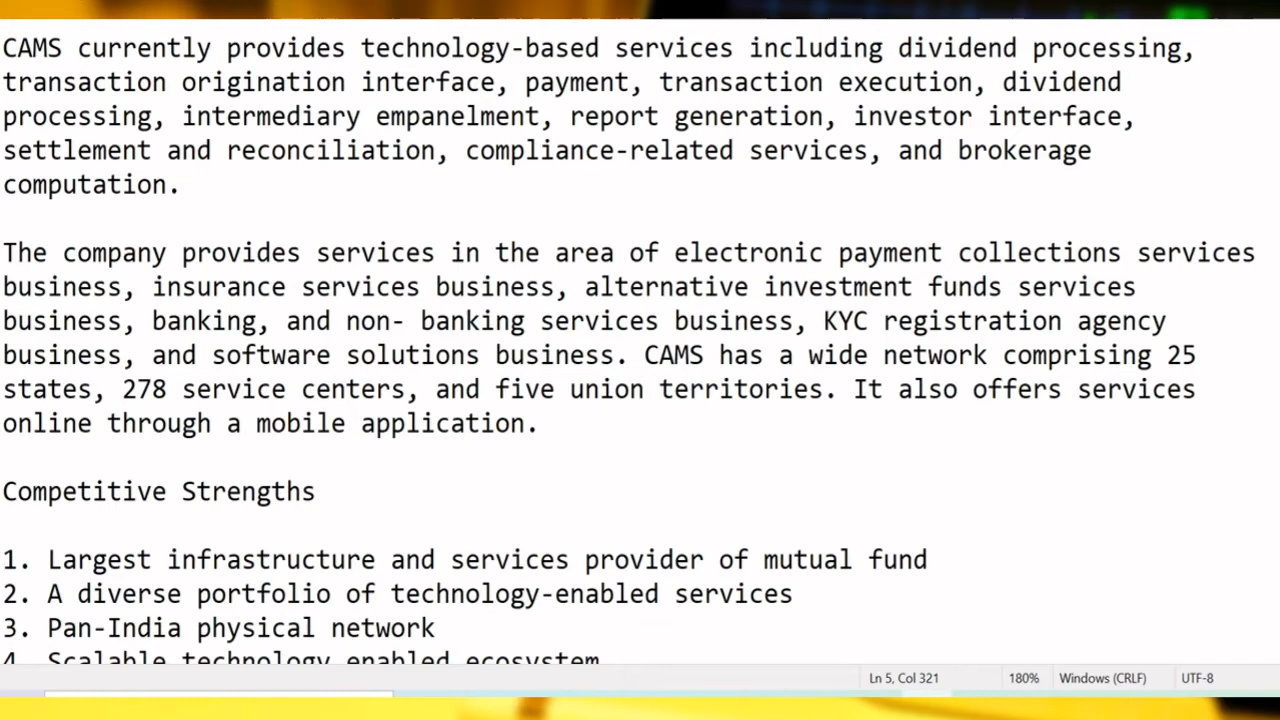 CAMS currently provides technology-based services including dividend processing,
transaction origination interface, payment, transaction execution, dividend
processing, intermediary empanelment, report generation, investor interface,
settlement and reconciliation, compliance-related services, and brokerage
computation.
The company provides services in the area of electronic payment collections services
business, insurance services business, alternative investment funds services
business, banking, and non- banking services business, KYC registration agency
business, and software solutions business. CAMS has a wide network comprising 25
states, 278 service centers, and five union territories. It also offers services
online through a mobile application.
Competitive Strengths
1. Largest infrastructure and services provider of mutual fund
2. A diverse portfolio of technology-enabled services
3. Pan-India physical network
4. Scalable technology enabled ecosystem
Ln 5, Col 321 180% Windows (CRLF) UTF-8